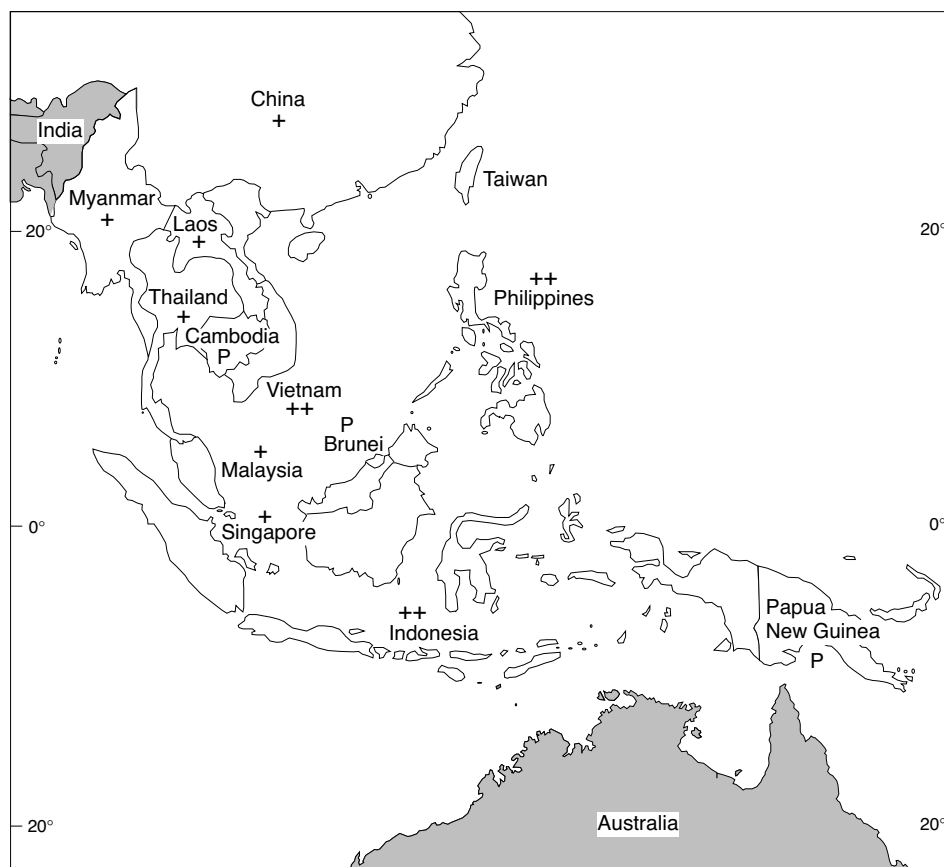 China
+
India
Taiwan
Myanmar
+
Laos
+
20°
20°
++
Philippines
Thailand
+
Cambodia
P
Vietnam
++
P
Brunei
+
Malaysia
+
Singapore
0°
0°
++
Indonesia
Papua
New Guinea
P
Australia
20°
20°